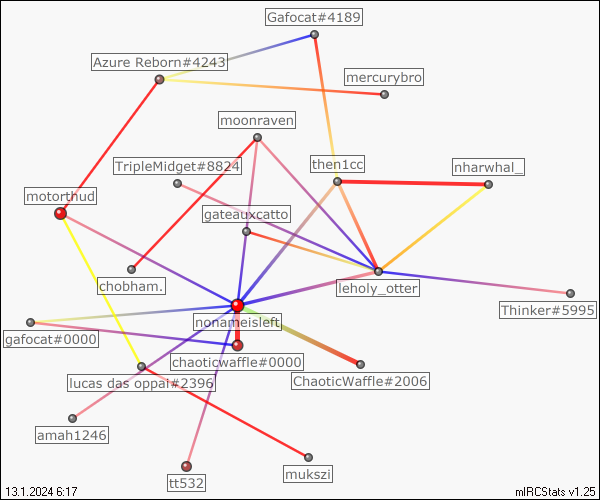 Gafocat#4189
Azure Reborn#4243
mercurybro
moonraven
TripleMidget#8824
then1cc
nharwhal_
motorthud
gateauxcatto
chobham.
leholy_otter
Thinker#5995
nonameisleft
gafocat#0000
chaoticwaffle#0000
lucas das oppai#2396
ChaoticWaffle#2006
amah1246
tt532
mukszi
13.1.2024 6:17
mIRCStats v1.25